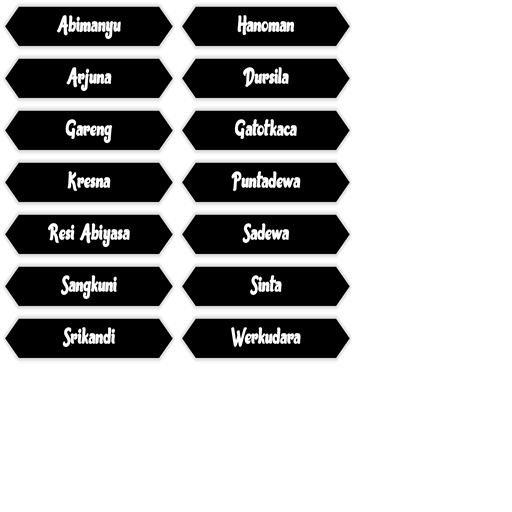 Abimanyu
Hanoman
Arjuna
Dursila
Gareng
Gatotkaca
Kresna
Puntadewa
Resi Abiyasa
Sadewa
Sangkuni
Sinta
Srikandi
Werkudara